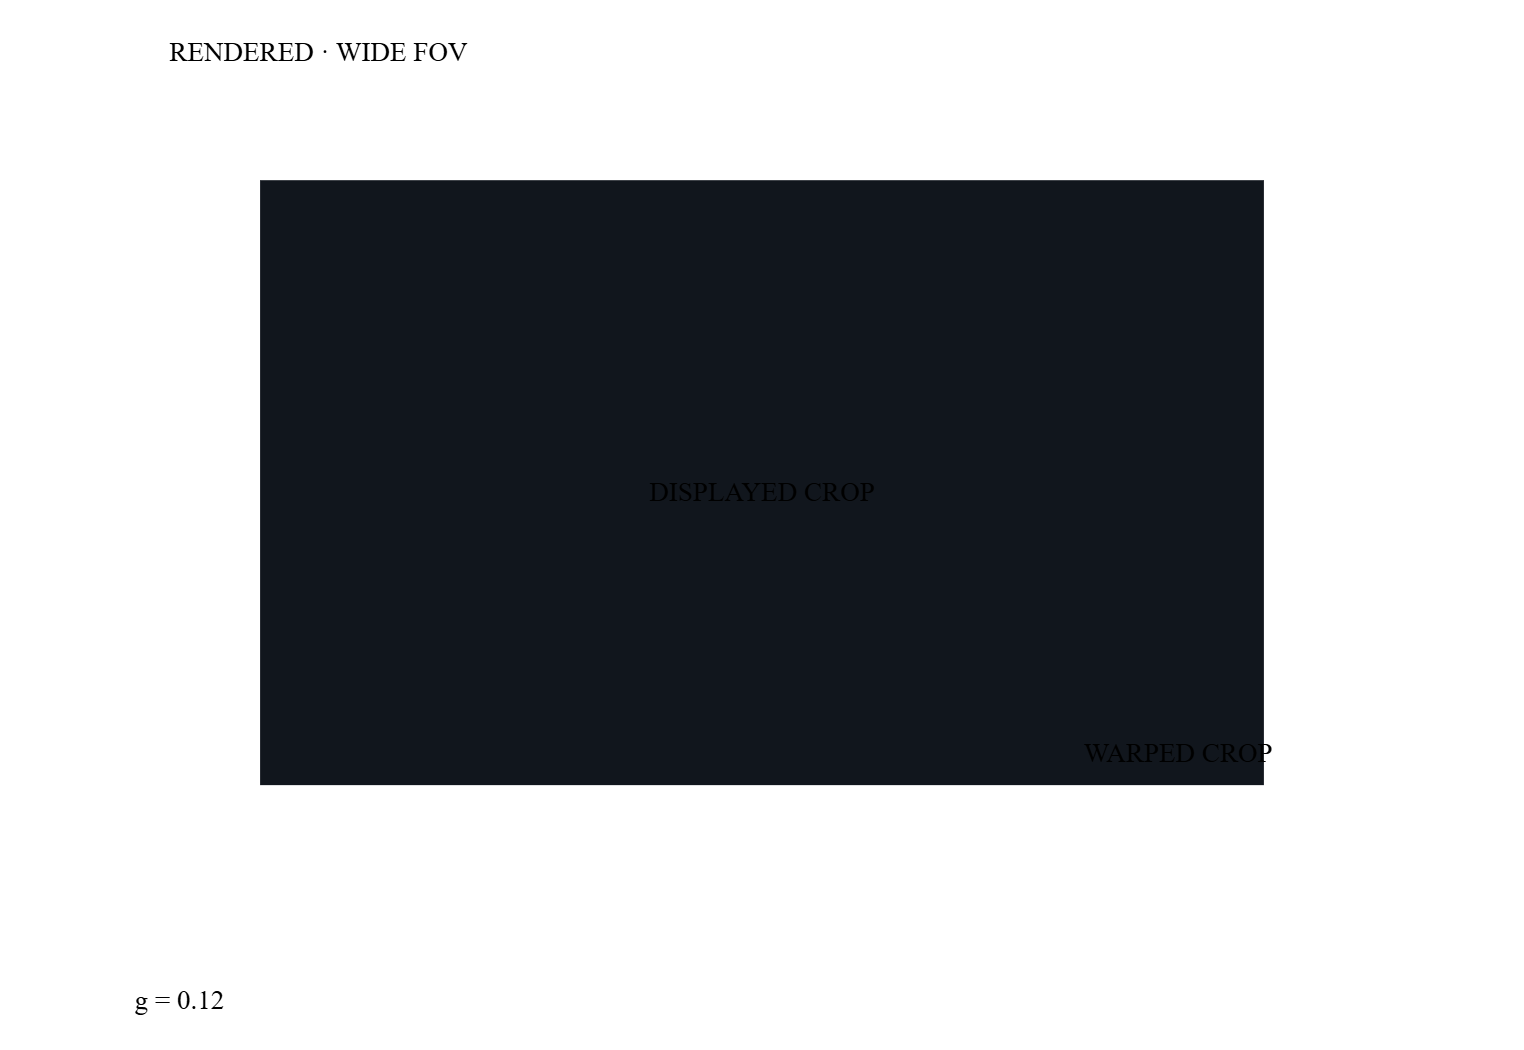 RENDERED · WIDE FOV
DISPLAYED CROP
WARPED CROP
g = 0.12